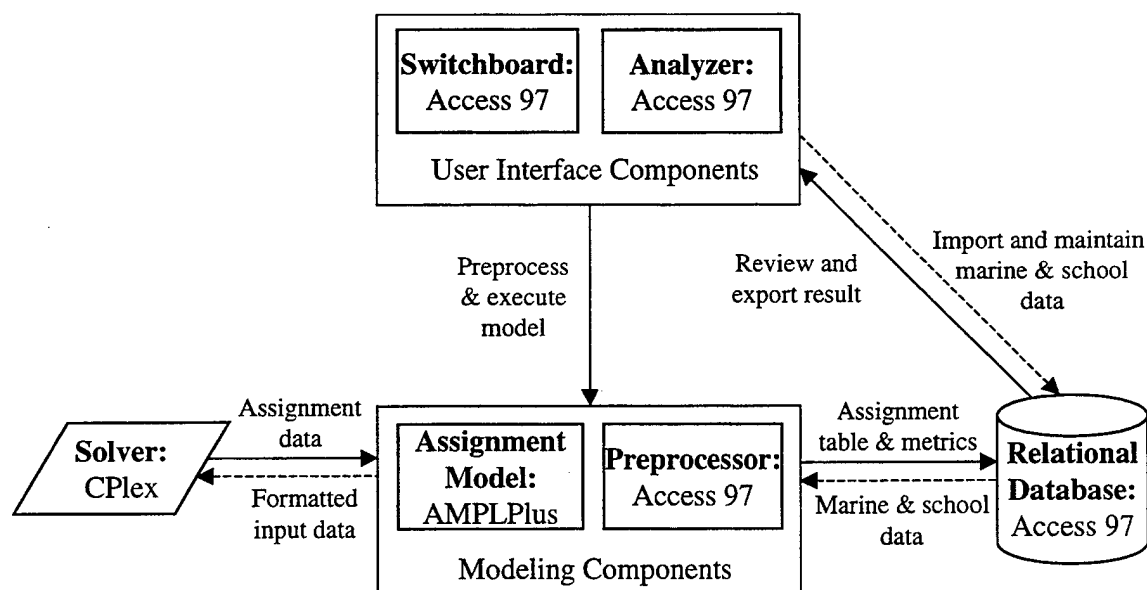 Switchboard:
Access 97
Analyzer:
Access 97
User Interface Components
Preprocess
& execute
model
Review and
export result
Import and maintain
marine & school
data
Assignment
data
Solver:
CPlex
Formatted
input data
Assignment
Model:
AMPLPlus
Preprocessor:
Access 97
Modeling Components
Assignment
table & metrics
Marine & school
data
Relational
Database:
Access 97